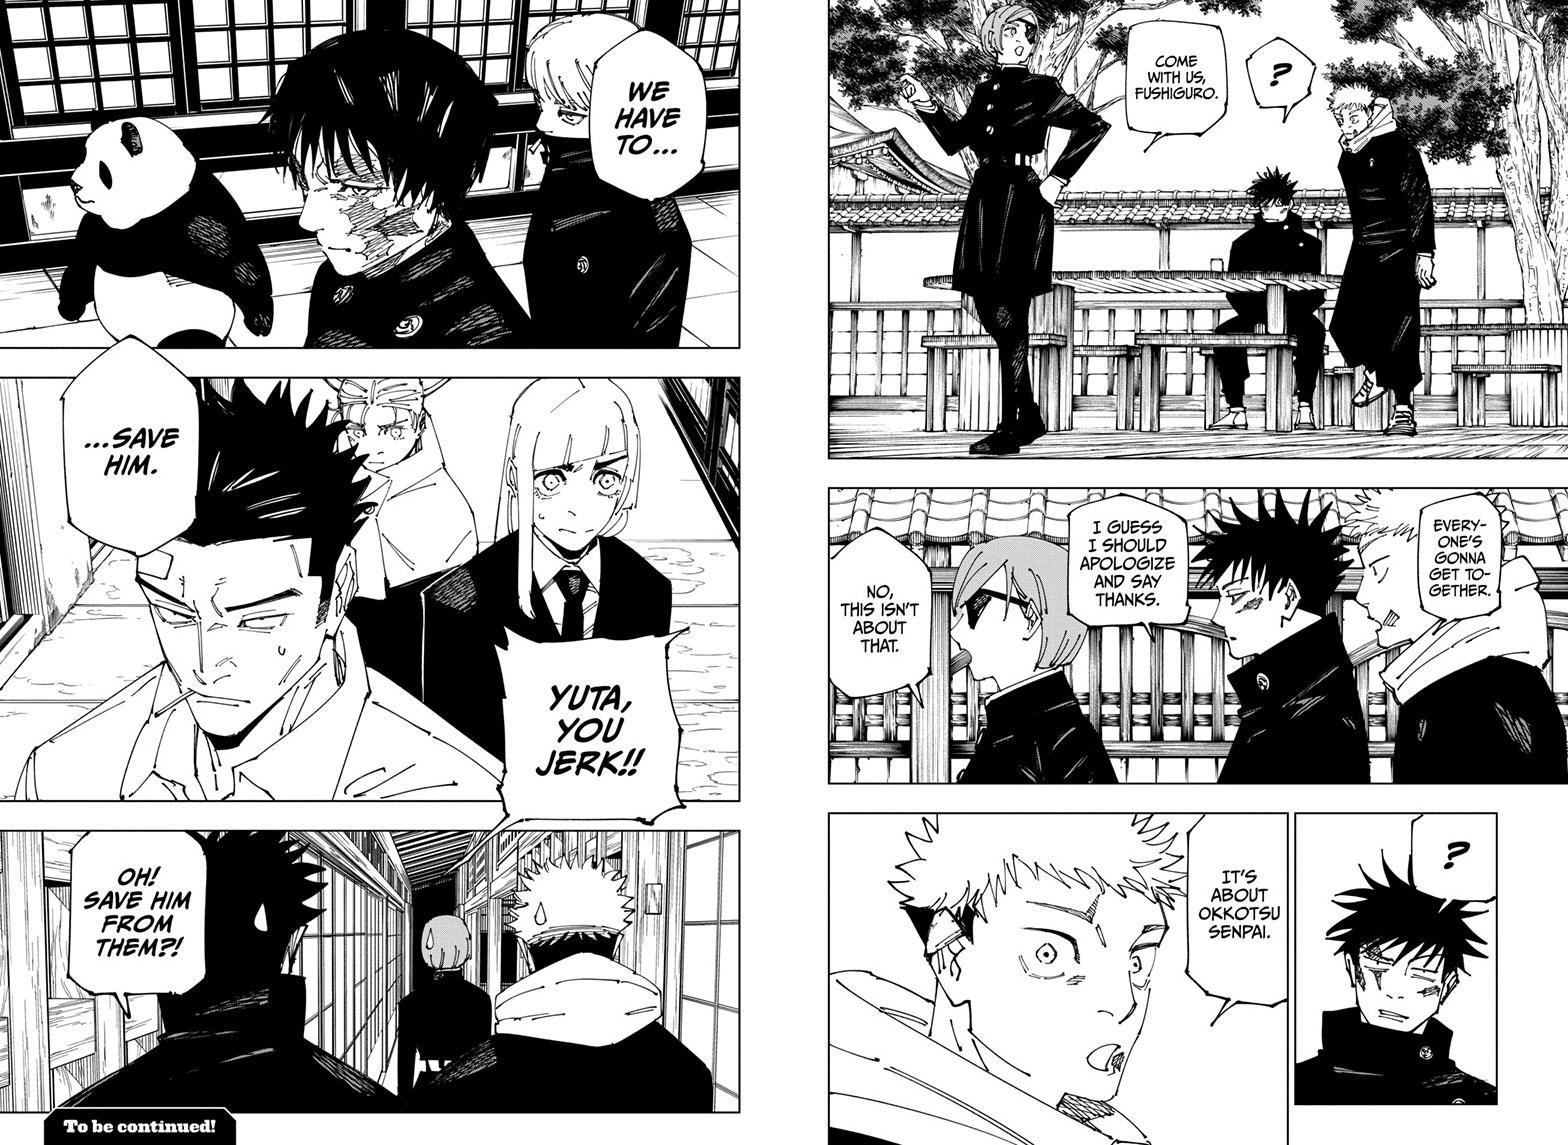 COME
WITH US,
FUSHIGURO.
?
EVERY-
ONE'S
GONNA
GET TO-
GETHER.
I GUESS
I SHOULD
APOLOGIZE
AND SAY
THANKS.
NO,
THIS ISN'T
ABOUT
THAT.
?
IT'S
ABOUT
OKKOTSU
SENPAI.
WE
HAVE
TO...
...SAVE
HIM.
YUTA,
YOU
JERK!!
OH!
SAVE HIM
FROM
THEM?!
To be continued!